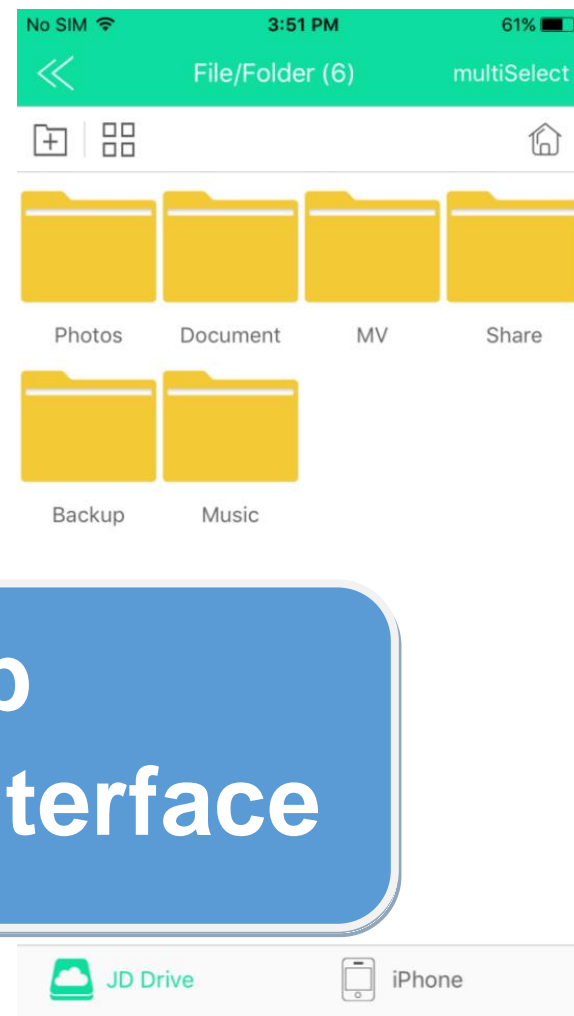 No SIM 3:51 PM 61%
File/Folder (6) multiSelect
Photos Document MV Share
Backup Music
p
terface
JD Drive iPhone